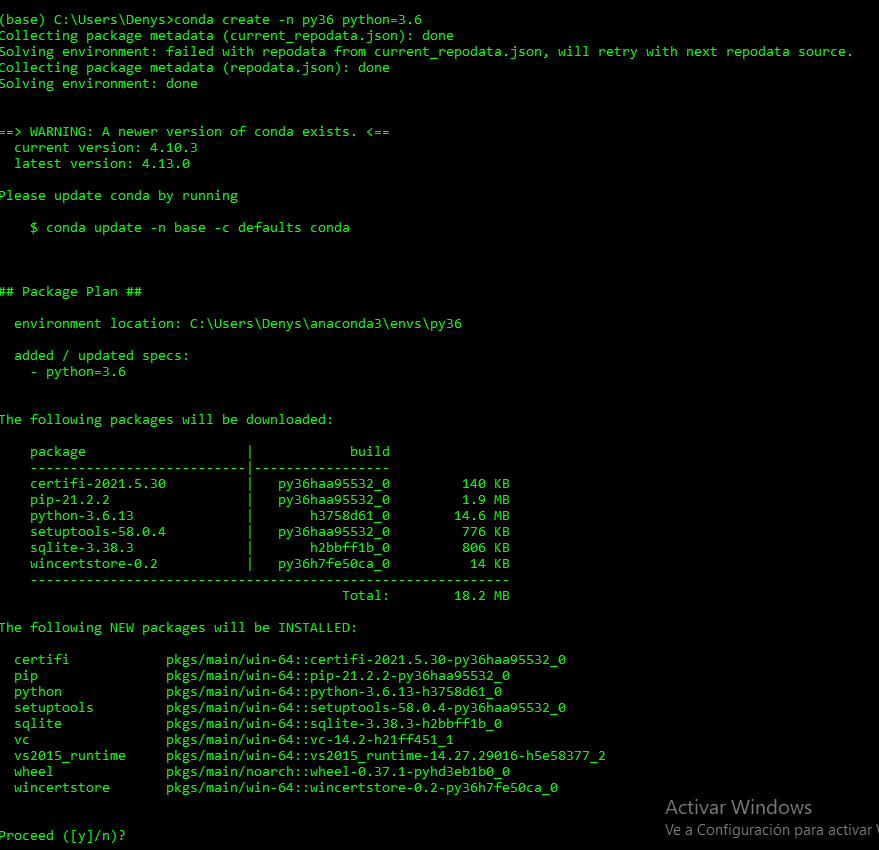 (base) C:\Users\Denys>conda create -n py36 python=3.6
Collecting package metadata (current_repodata.json): done
Solving environment: failed with repodata from current_repodata.json, will retry with next repodata source.
Collecting package metadata (repodata.json): done
Solving environment: done
==> WARNING: A newer version of conda exists. <==
  current version: 4.10.3
  latest version: 4.13.0
Please update conda by running
    $ conda update -n base -c defaults conda
## Package Plan ##
  environment location: C:\Users\Denys\anaconda3\envs\py36
  added / updated specs:
    - python=3.6
The following packages will be downloaded:
    package                    |            build
    ---------------------------|-----------------
    certifi-2021.5.30          |   py36haa95532_0         140 KB
    pip-21.2.2                 |   py36haa95532_0         1.9 MB
    python-3.6.13              |       h3758d61_0        14.6 MB
    setuptools-58.0.4          |   py36haa95532_0         776 KB
    sqlite-3.38.3              |       h2bbff1b_0         806 KB
    wincertstore-0.2           |   py36h7fe50ca_0          14 KB
    ------------------------------------------------------------
                                           Total:        18.2 MB
The following NEW packages will be INSTALLED:
  certifi            pkgs/main/win-64::certifi-2021.5.30-py36haa95532_0
  pip                pkgs/main/win-64::pip-21.2.2-py36haa95532_0
  python             pkgs/main/win-64::python-3.6.13-h3758d61_0
  setuptools         pkgs/main/win-64::setuptools-58.0.4-py36haa95532_0
  sqlite             pkgs/main/win-64::sqlite-3.38.3-h2bbff1b_0
  vc                 pkgs/main/win-64::vc-14.2-h21ff451_1
  vs2015_runtime     pkgs/main/win-64::vs2015_runtime-14.27.29016-h5e58377_2
  wheel              pkgs/main/noarch::wheel-0.37.1-pyhd3eb1b0_0
  wincertstore       pkgs/main/win-64::wincertstore-0.2-py36h7fe50ca_0
Proceed ([y]/n)?
Activar Windows
Ve a Configuración para activar